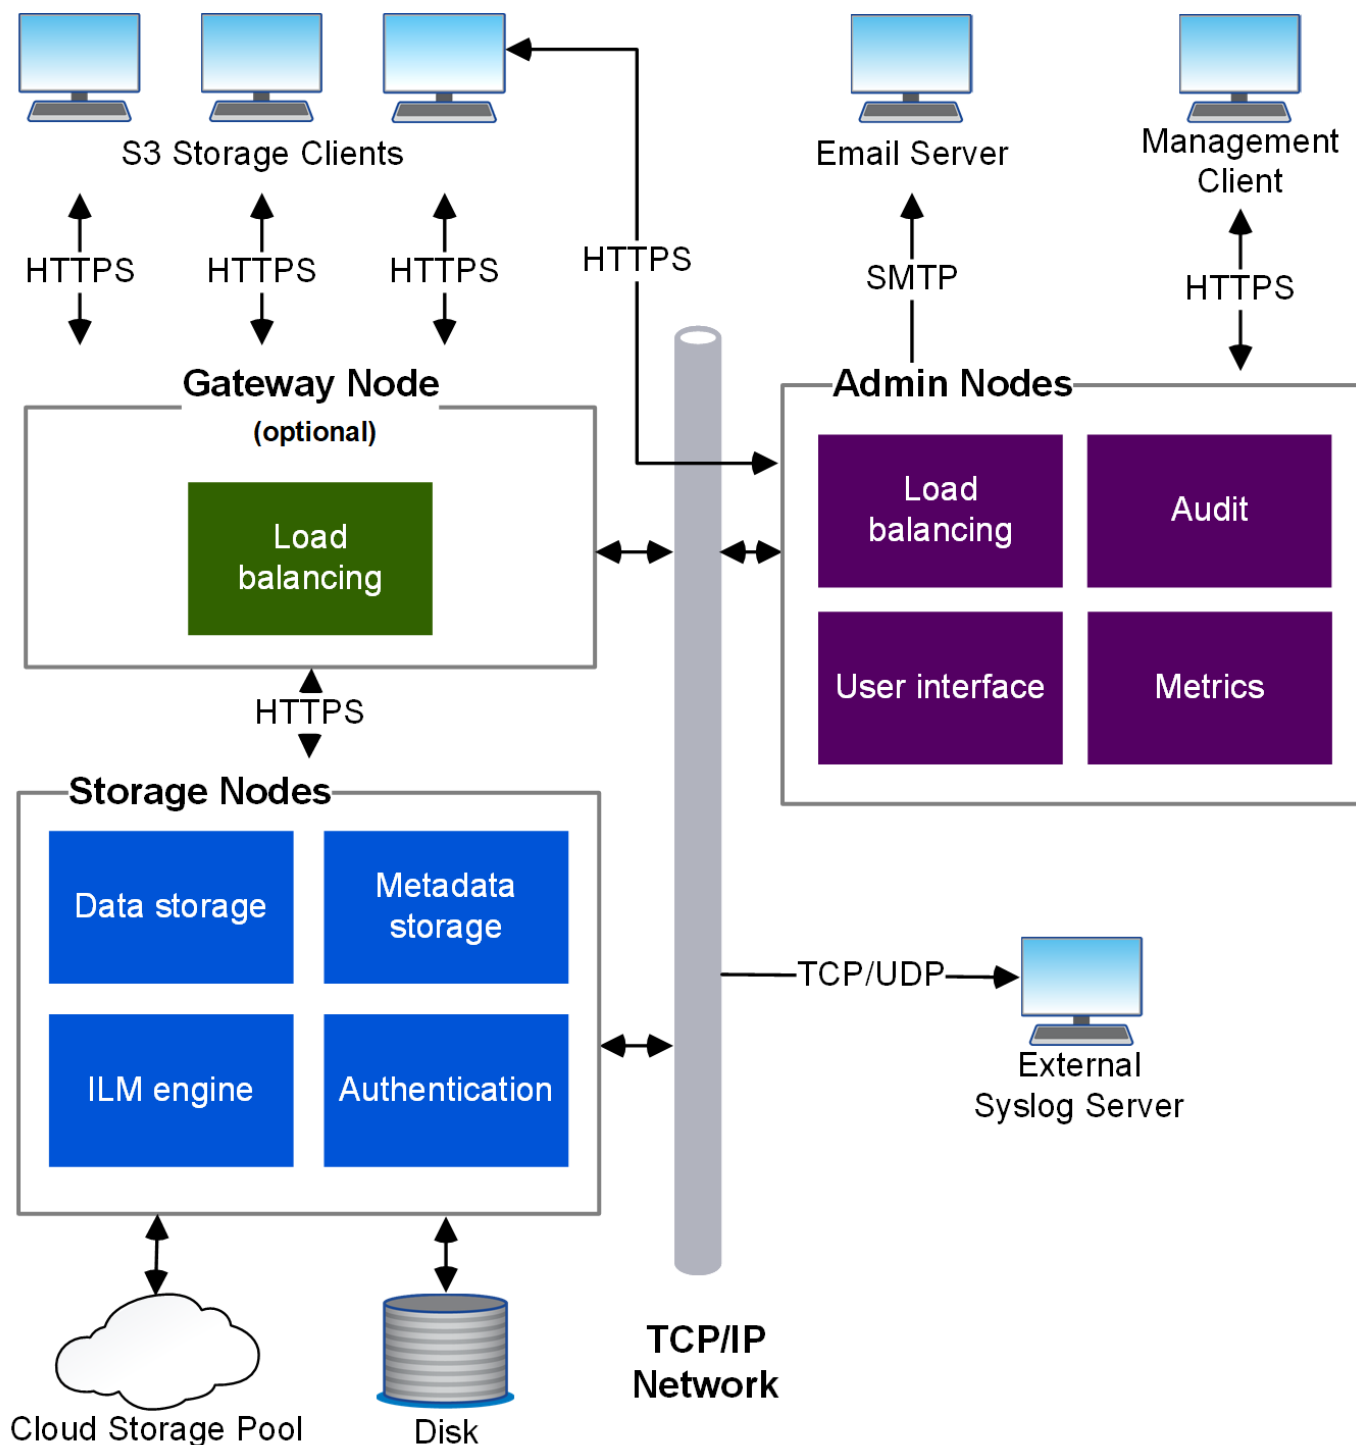 S3 Storage Clients
Email Server
Management
Client
HTTPS
HTTPS
HTTPS
HTTPS
SMTP
HTTPS
Gateway Node
(optional)
Load
balancing
HTTPS
Admin Nodes
Load
balancing
Audit
User interface
Metrics
Storage Nodes
Data storage
Metadata
storage
ILM engine
Authentication
TCP/UDP
External
Syslog Server
Cloud Storage Pool
Disk
TCP/IP
Network